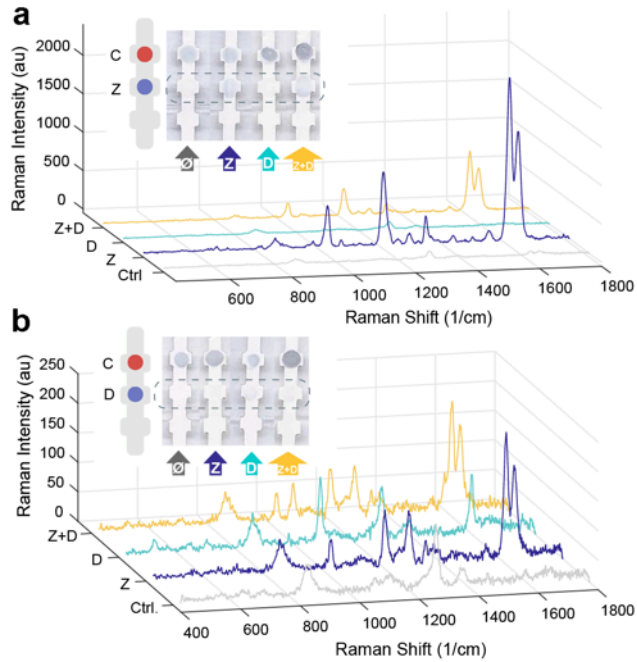 a
2000
1500
1000
500
0
Raman Intensity (au)
C
Z
Ø Z D Z+D
Z+D
D
Z
Ctrl
600 800 1000 1200 1400 1600 1800
Raman Shift (1/cm)
b
250
200
150
100
50
0
Raman Intensity (au)
C
D
Ø Z D Z+D
Z+D
D
Z
Ctrl.
400 600 800 1000 1200 1400 1600 1800
Raman Shift (1/cm)